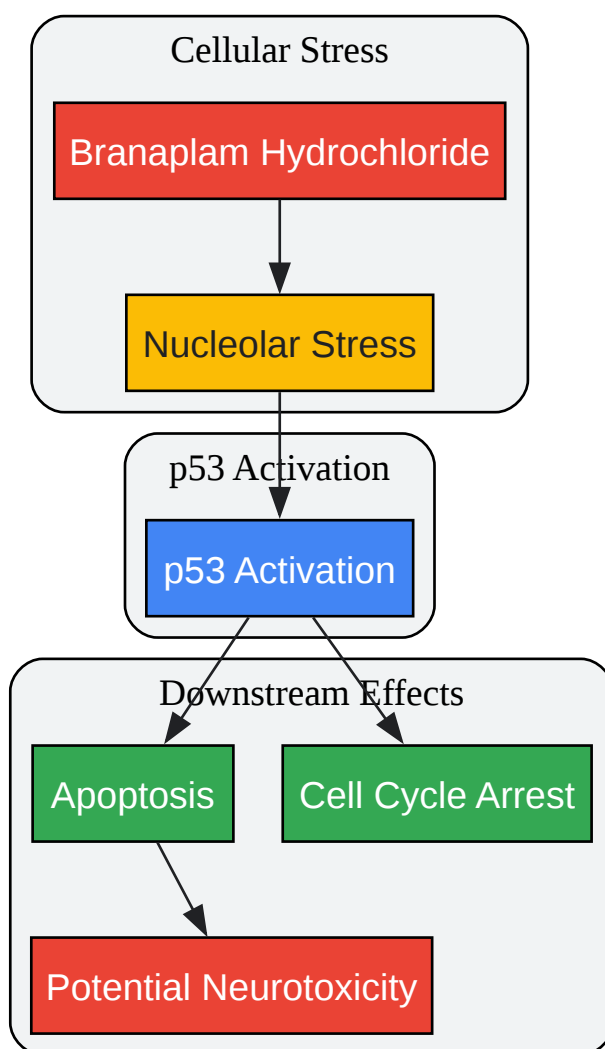 Cellular Stress
Branaplam Hydrochloride
Nucleolar Stress
p53 Activation
p53 Activation
Downstream Effects
Apoptosis
Cell Cycle Arrest
Potential Neurotoxicity